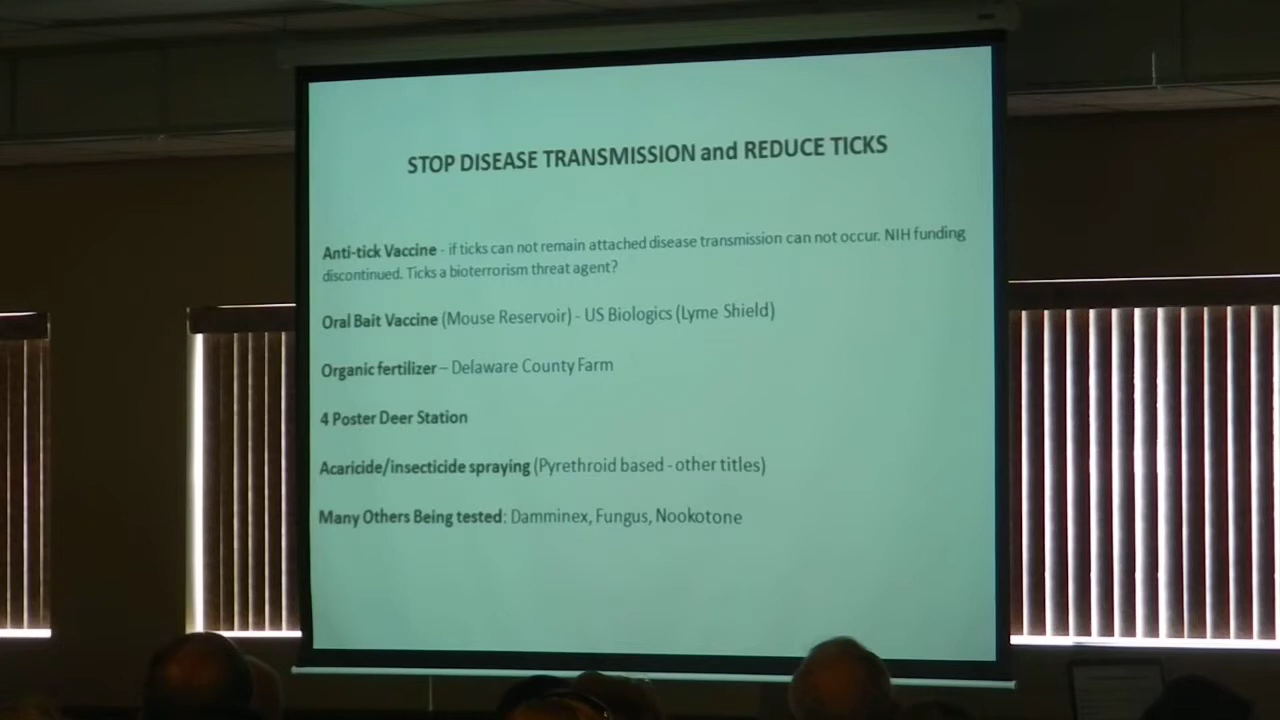 STOP DISEASE TRANSMISSION and REDUCE TICKS
Anti-tick Vaccine - if ticks can not remain attached disease transmission can not occur. NIH funding
discontinued. Ticks a bioterrorism threat agent?
Oral Bait Vaccine (Mouse Reservoir) - US Biologics (Lyme Shield)
Organic fertilizer – Delaware County Farm
4 Poster Deer Station
Acaricide/insecticide spraying (Pyrethroid based - other titles)
Many Others Being tested: Damminex, Fungus, Nookotone